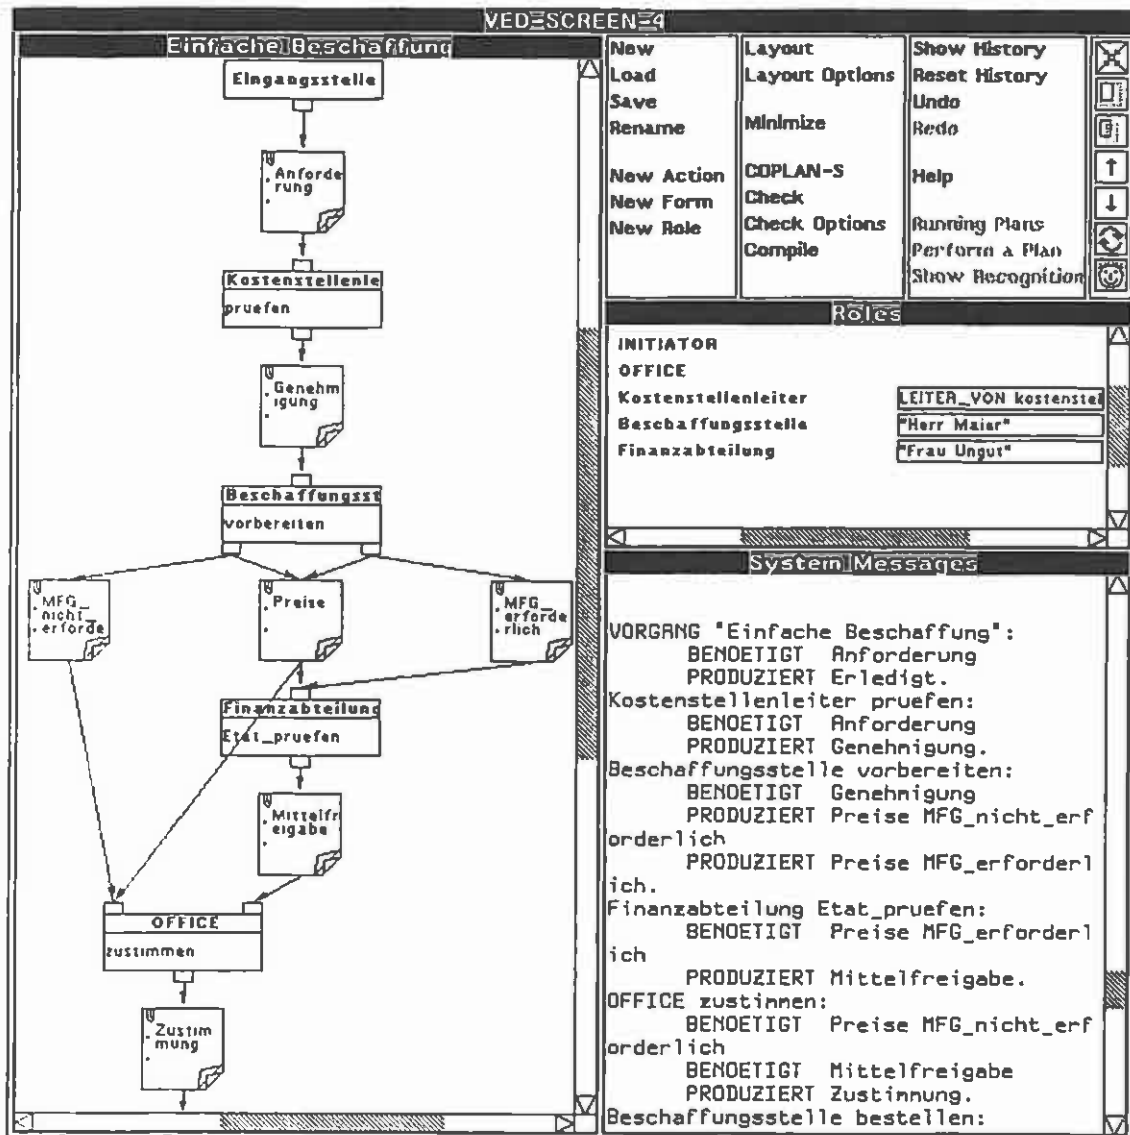 VED=SCREEN=4
Einfache Beschaffung
Eingangsstelle
Anforde
rung
Kostenstellenle
pruefen
Genehm
igung
Beschaffungsst
vorbereiten
MFG_
nicht_
erforde
Preise
MFG_
erforde
rlich
Finanzabteilung
Etat_pruefen
Mittelfr
eigabe
OFFICE
zustimmen
Zustim
mung
New
Load
Save
Rename
New Action
New Form
New Role
Layout
Layout Options
Minimize
COPLAN-S
Check
Check Options
Compile
Show History
Reset History
Undo
Redo
Help
Running Plans
Perform a Plan
Show Recognition
Roles
INITIATOR
OFFICE
Kostenstellenleiter LEITER_VON kostenstel
Beschaffungsstelle "Herr Maier"
Finanzabteilung "Frau Ungut"
System Messages
VORGANG "Einfache Beschaffung":
BENOETIGT Anforderung
PRODUZIERT Erledigt.
Kostenstellenleiter pruefen:
BENOETIGT Anforderung
PRODUZIERT Genehmigung.
Beschaffungsstelle vorbereiten:
BENOETIGT Genehmigung
PRODUZIERT Preise MFG_nicht_erf
orderlich
PRODUZIERT Preise MFG_erforderl
ich.
Finanzabteilung Etat_pruefen:
BENOETIGT Preise MFG_erforderl
ich
PRODUZIERT Mittelfreigabe.
OFFICE zustimmen:
BENOETIGT Preise MFG_nicht_erf
orderlich
BENOETIGT Mittelfreigabe
PRODUZIERT Zustimmung.
Beschaffungsstelle bestellen: